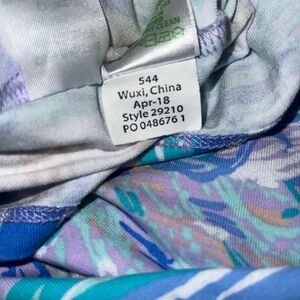 544
Wuxi, China
Apr-18
Style 29210
PO 0486761